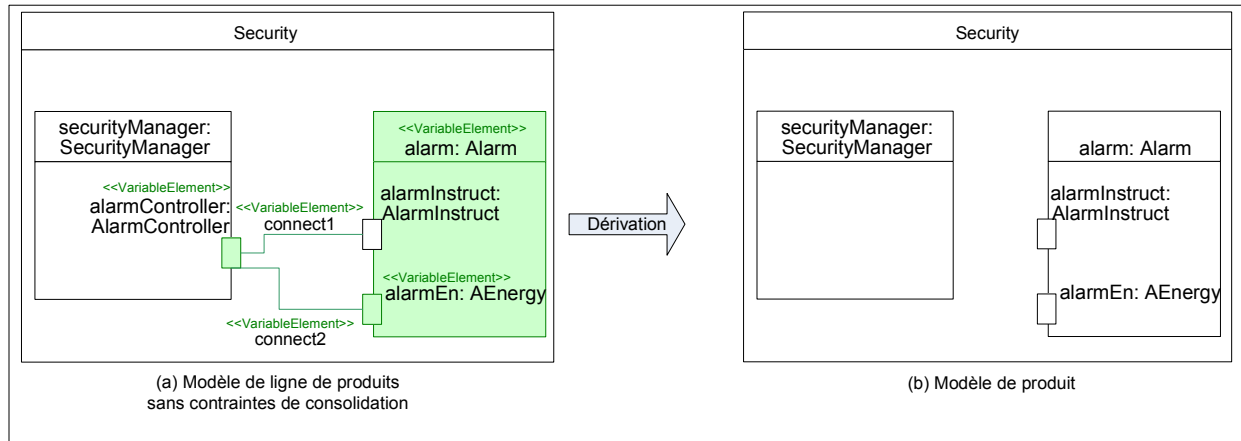 Security
securityManager:
SecurityManager
<<VariableElement>>
alarmController:
AlarmController
<<VariableElement>>
connect1
<<VariableElement>>
connect2
<<VariableElement>>
alarm: Alarm
alarmInstruct:
AlarmInstruct
<<VariableElement>>
alarmEn: AEnergy
(a) Modèle de ligne de produits
sans contraintes de consolidation
Dérivation
Security
securityManager:
SecurityManager
alarm: Alarm
alarmInstruct:
AlarmInstruct
alarmEn: AEnergy
(b) Modèle de produit